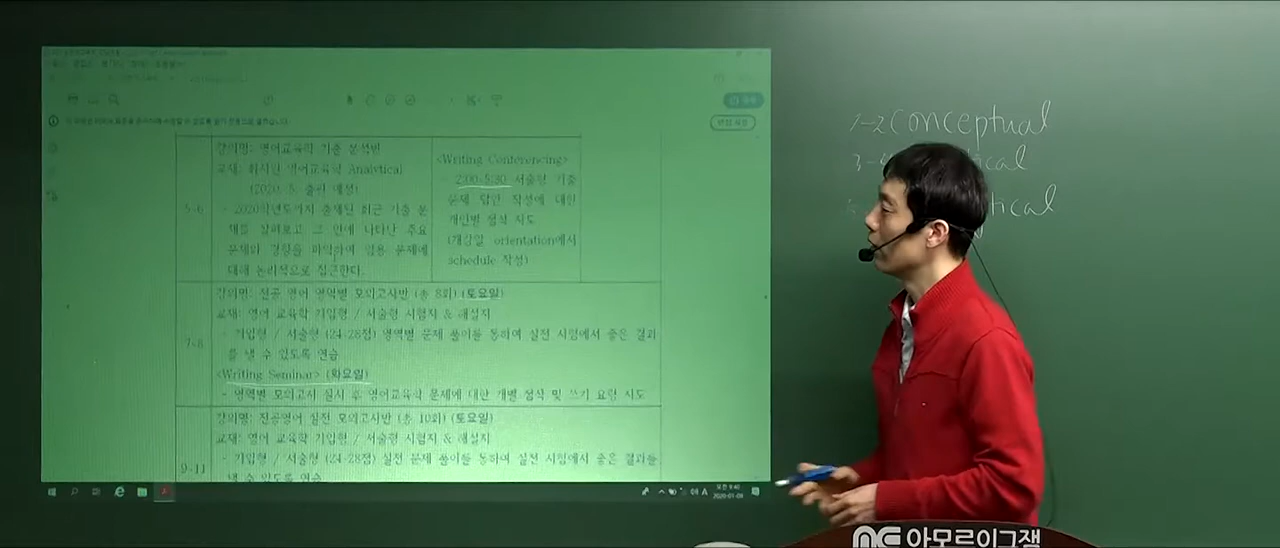 강의명: 영어교육학 기출 분석반
교재: 최시원 영어교육학 Analytical
(2020. 5. 출판 예정)
5-6
- 2020학년도까지 출제된 최근 기출 문
제를 살펴보고 그 안에 나타난 주요
문제와 경향을 파악하여 임용 문제에
대해 논리적으로 접근한다.
<Writing Conferencing>
- 2:00-5:30 서술형 기출
문제 답안 작성에 대한
개인별 첨삭 지도
(개강일 orientation에서
schedule 작성)
7-8
강의명: 전공 영어 영역별 모의고사반 (총 8회) (토요일)
교재: 영어 교육학 기입형 / 서술형 시험지 & 해설지
- 기입형 / 서술형 (24-28점) 영역별 문제 풀이를 통하여 실전 시험에서 좋은 결과
를 낼 수 있도록 연습
<Writing Seminar> (화요일)
- 영역별 모의고사 실시 후 영어교육학 문제에 대한 개별 첨삭 및 쓰기 요령 지도
9-11
강의명: 전공영어 실전 모의고사반 (총 10회) (토요일)
교재: 영어 교육학 기입형 / 서술형 시험지 & 해설지
- 기입형 / 서술형 (24-28점) 실전 문제 풀이를 통하여 실전 시험에서 좋은 결과를
낼 수 있도록 연습
오전 9:40
2020-01-08
1-2 conceptual
아모르이그잼